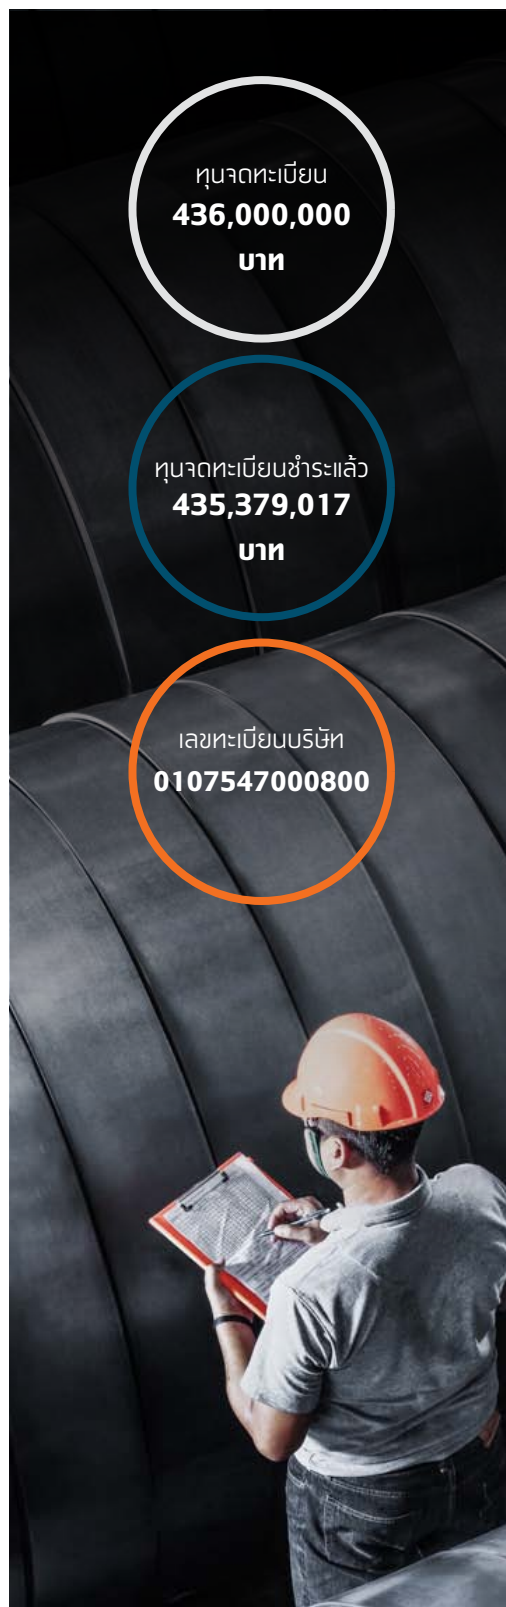 ทุนจดทะเบียน
436,000,000
บาท
ทุนจดทะเบียนชำระแล้ว
435,379,017
บาท
เลขทะเบียนบริษัท
0107547000800